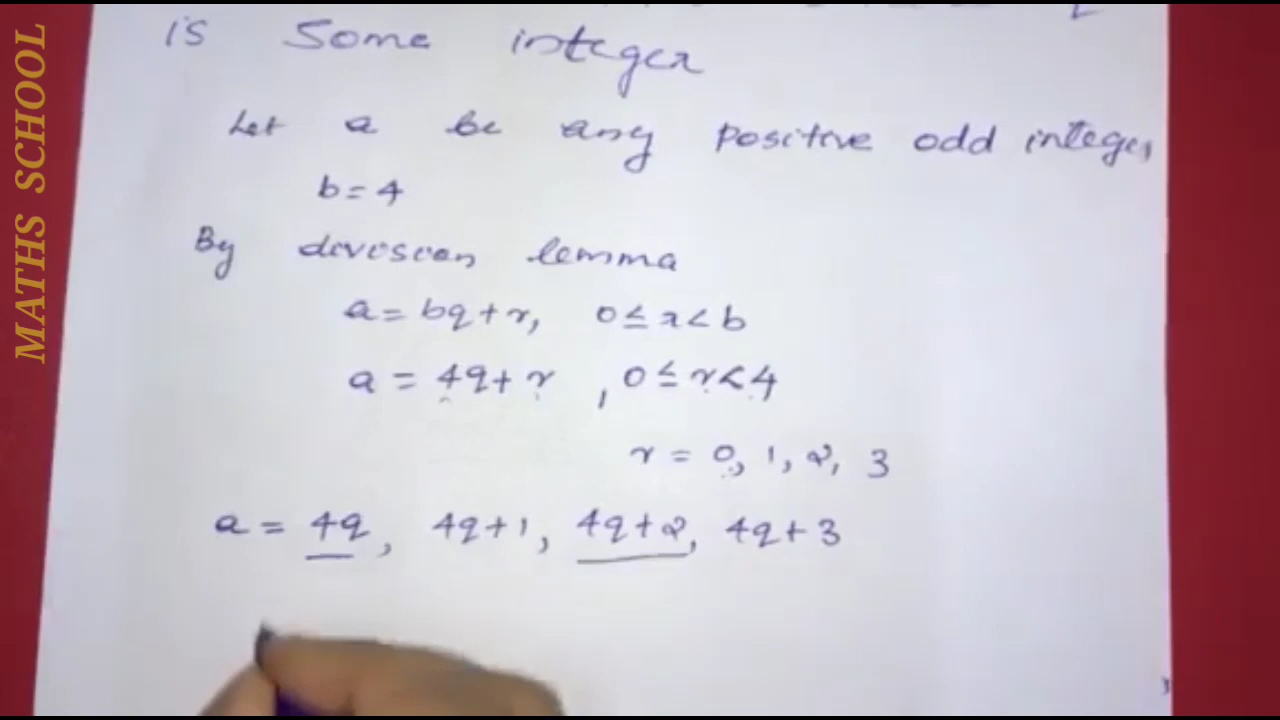 MATHS SCHOOL
is some integer
Let a be any positive odd integer,
b = 4
By division lemma
a = bq + r, 0 ≤ r < b
a = 4q + r , 0 ≤ r < 4
r = 0, 1, 2, 3
a = 4q, 4q+1, 4q+2, 4q+3